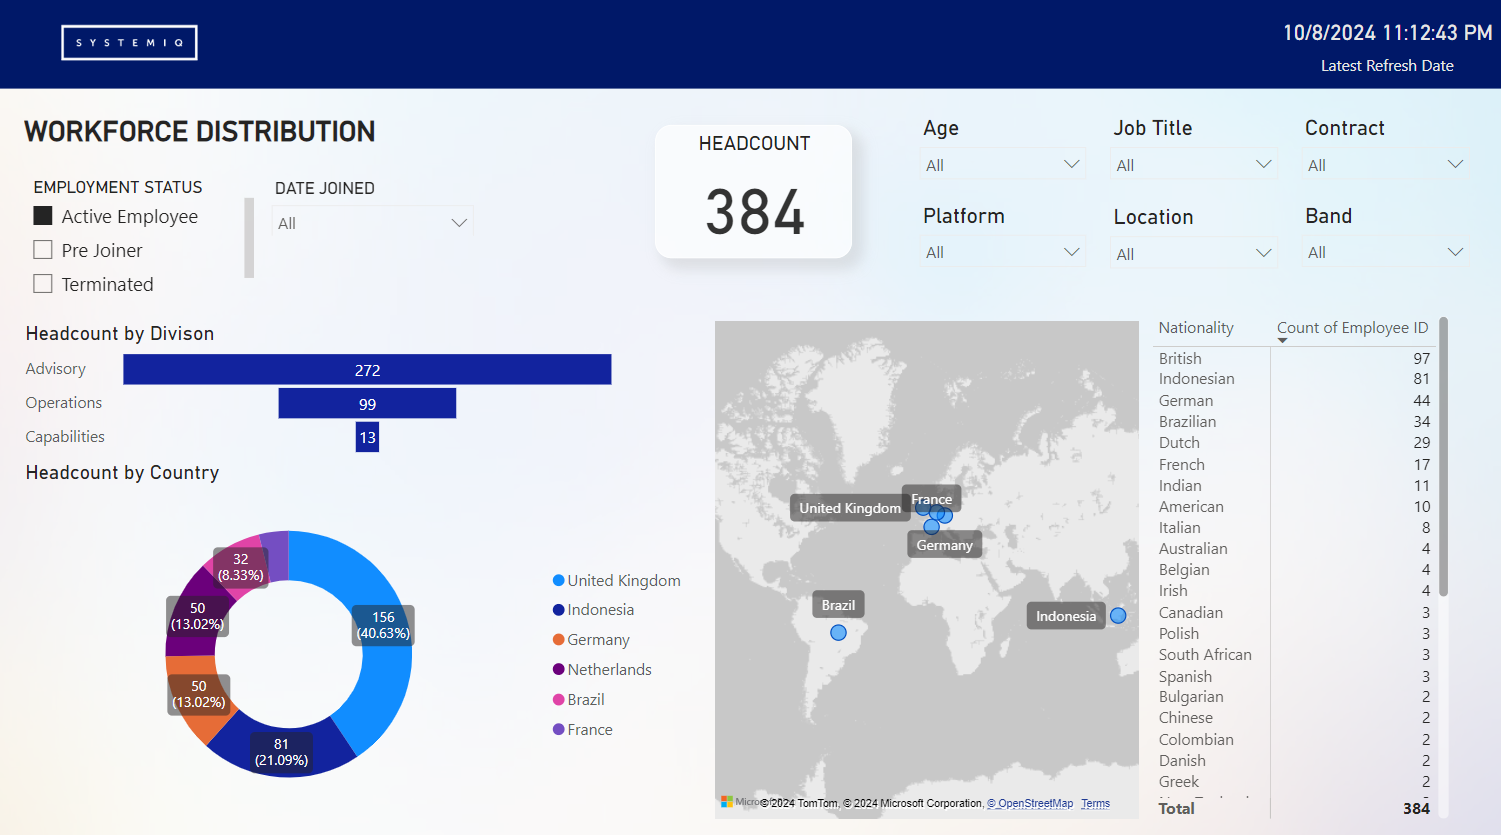 SYSTEMIQ
10/8/2024 11:12:43 PM
Latest Refresh Date
WORKFORCE DISTRIBUTION
EMPLOYMENT STATUS
Active Employee
Pre Joiner
Terminated
DATE JOINED
All
HEADCOUNT
384
Age
All
Job Title
All
Contract
All
Platform
All
Location
All
Band
All
Headcount by Divison
Advisory 272
Operations 99
Capabilities 13
Headcount by Country
32
(8.33%)
50
(13.02%)
50
(13.02%)
81
(21.09%)
156
(40.63%)
United Kingdom
Indonesia
Germany
Netherlands
Brazil
France
United Kingdom
France
Germany
Brazil
Indonesia
© 2024 TomTom, © 2024 Microsoft Corporation, © OpenStreetMap Terms
Nationality Count of Employee ID
British 97
Indonesian 81
German 44
Brazilian 34
Dutch 29
French 17
Indian 11
American 10
Italian 8
Australian 4
Belgian 4
Irish 4
Canadian 3
Polish 3
South African 3
Spanish 3
Bulgarian 2
Chinese 2
Colombian 2
Danish 2
Greek 2
Total 384